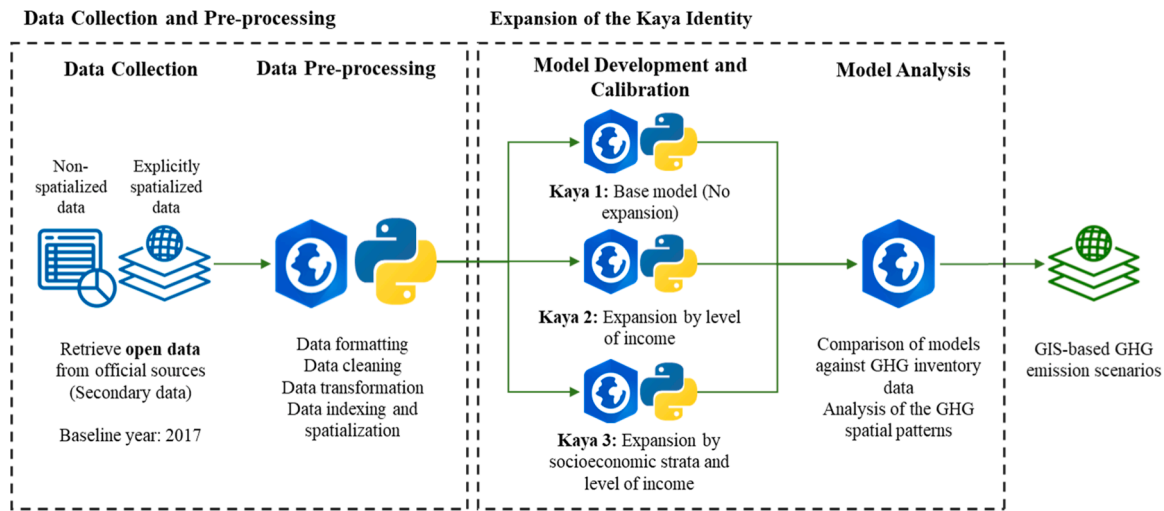 Data Collection and Pre-processing
Expansion of the Kaya Identity
Data Collection
Data Pre-processing
Model Development and
Calibration
Model Analysis
Non-
spatialized
data
Explicitly
spatialized
data
Retrieve open data
from official sources
(Secondary data)
Baseline year: 2017
Data formatting
Data cleaning
Data transformation
Data indexing and
spatialization
Kaya 1: Base model (No
expansion)
Kaya 2: Expansion by level
of income
Kaya 3: Expansion by
socioeconomic strata and
level of income
Comparison of models
against GHG inventory
data
Analysis of the GHG
spatial patterns
GIS-based GHG
emission scenarios